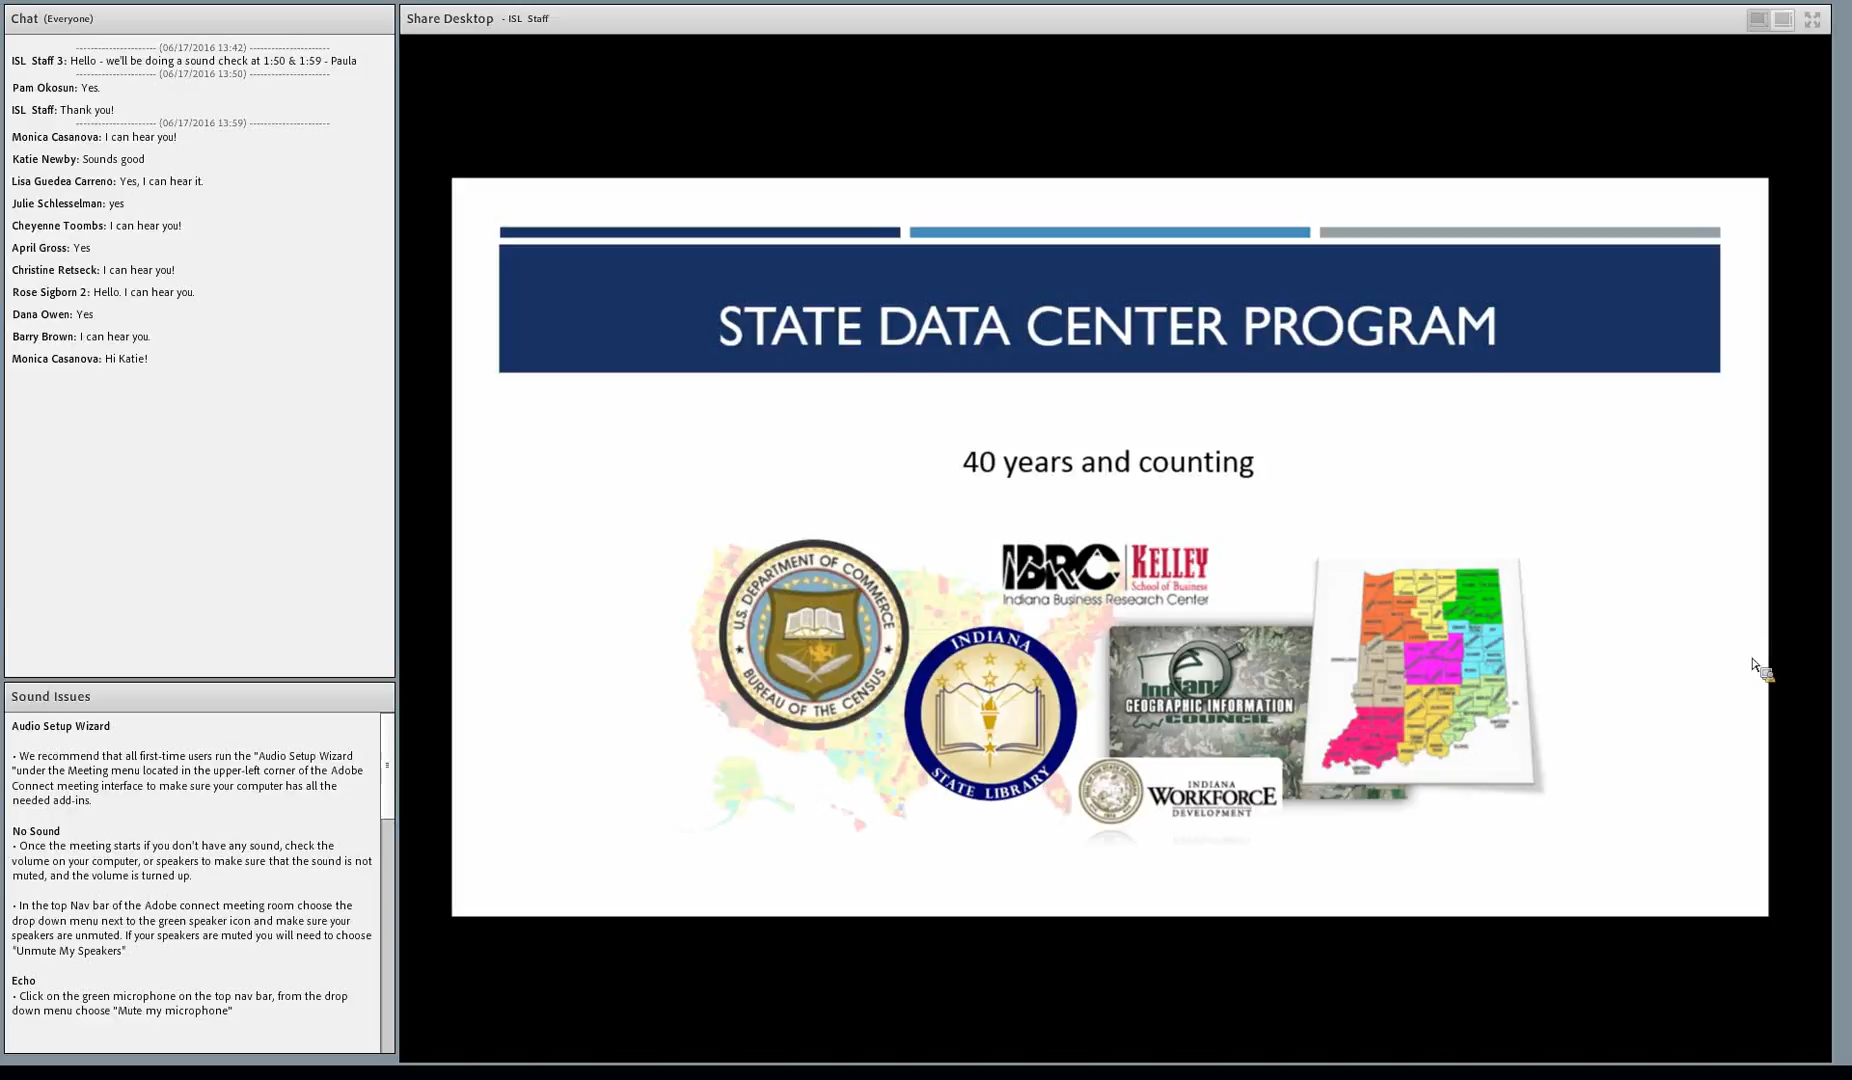 Chat (Everyone)
---------------------- (06/17/2016 13:42) ----------------------
ISL Staff 3: Hello - we'll be doing a sound check at 1:50 & 1:59 - Paula
---------------------- (06/17/2016 13:50) ----------------------
Pam Okosun: Yes.
ISL Staff: Thank you!
---------------------- (06/17/2016 13:59) ----------------------
Monica Casanova: I can hear you!
Katie Newby: Sounds good
Lisa Guedea Carreno: Yes, I can hear it.
Julie Schlesselman: yes
Cheyenne Toombs: I can hear you!
April Gross: Yes
Christine Retseck: I can hear you!
Rose Sigborn 2: Hello. I can hear you.
Dana Owen: Yes
Barry Brown: I can hear you.
Monica Casanova: Hi Katie!
Sound Issues
Audio Setup Wizard
• We recommend that all first-time users run the "Audio Setup Wizard
"under the Meeting menu located in the upper-left corner of the Adobe
Connect meeting interface to make sure your computer has all the
needed add-ins.
No Sound
• Once the meeting starts if you don't have any sound, check the
volume on your computer, or speakers to make sure that the sound is not
muted, and the volume is turned up.
• In the top Nav bar of the Adobe connect meeting room choose the
drop down menu next to the green speaker icon and make sure your
speakers are unmuted. If your speakers are muted you will need to choose
"Unmute My Speakers"
Echo
• Click on the green microphone on the top nav bar, from the drop
down menu choose "Mute my microphone"
Share Desktop - ISL Staff
STATE DATA CENTER PROGRAM
40 years and counting
U.S. DEPARTMENT OF COMMERCE
BUREAU OF THE CENSUS
INDIANA
STATE LIBRARY
IBRC KELLEY
School of Business
Indiana Business Research Center
Indiana
GEOGRAPHIC INFORMATION
COUNCIL
INDIANA
WORKFORCE
DEVELOPMENT